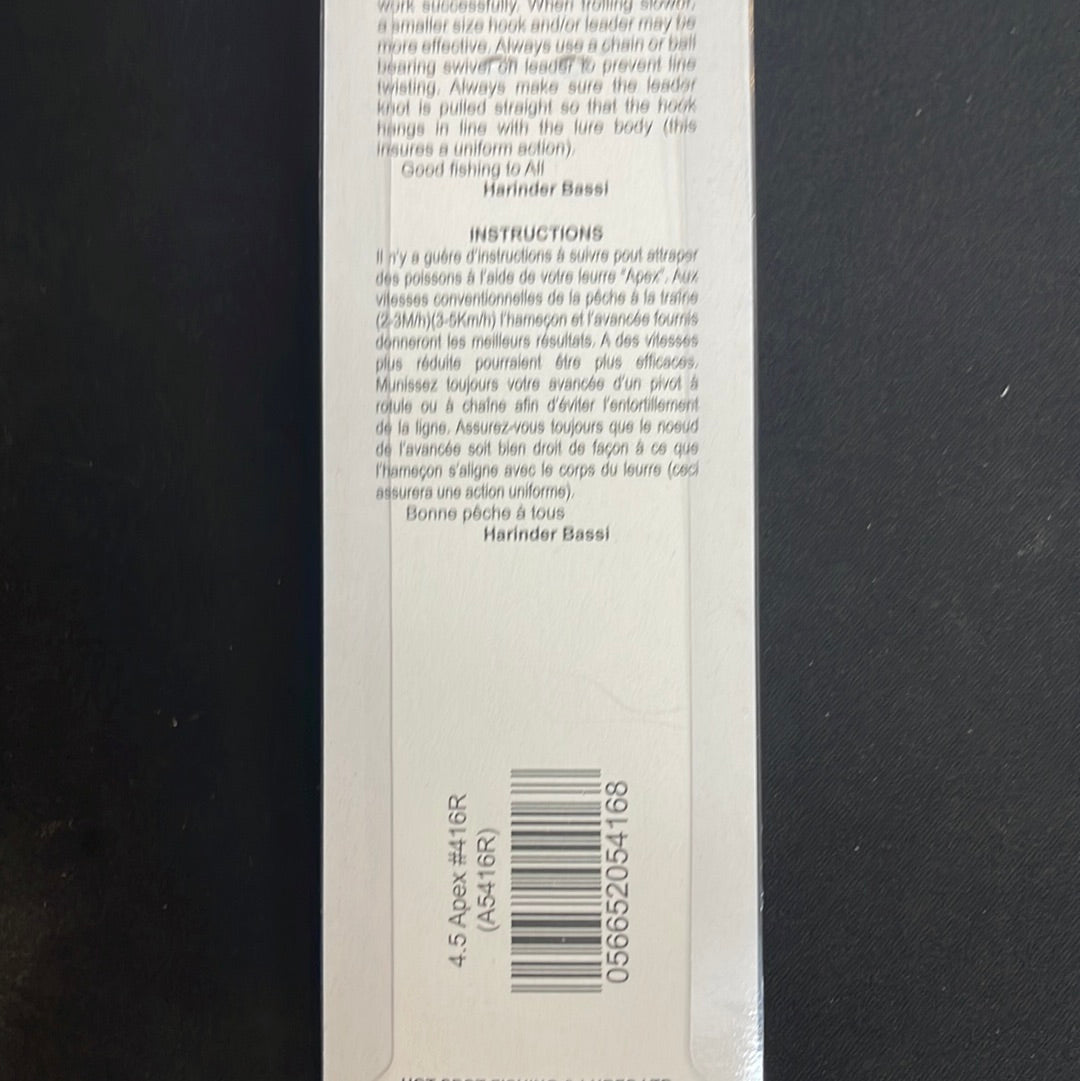 work successfully. When trolling slower,
a smaller size hook and/or leader may be
more effective. Always use a chain or ball
bearing swivel on leader to prevent line
twisting. Always make sure the leader
knot is pulled straight so that the hook
hangs in line with the lure body (this
insures a uniform action).
Good fishing to All
Harinder Bassi
INSTRUCTIONS
Il n'y a guère d'instructions à suivre pout attraper
des poissons à l'aide de votre leurre "Apex". Aux
vitesses conventionnelles de la pêche à la traîne
(2-3M/h)(3-5Km/h) l'hameçon et l'avancée fournis
donneront les meilleurs résultats. A des vitesses
plus réduite pourraient être plus efficaces.
Munissez toujours votre avancée d'un pivot à
rotule ou à chaîne afin d'éviter l'entortillement
de la ligne. Assurez-vous toujours que le noeud
de l'avancée soit bien droit de façon à ce que
l'hameçon s'aligne avec le corps du leurre (ceci
assurera une action uniforme).
Bonne pêche à tous
Harinder Bassi
4.5 Apex #416R
(A5416R)
056652054168